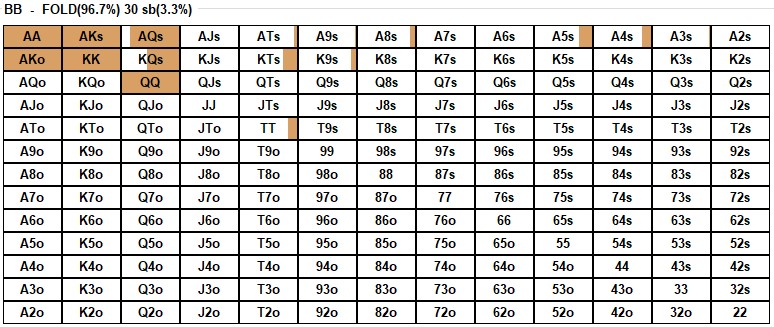 BB - FOLD(96.7%) 30 sb(3.3%)
AA AKs AQs AJs ATs A9s A8s A7s A6s A5s A4s A3s A2s
AKo KK KQs KJs KTs K9s K8s K7s K6s K5s K4s K3s K2s
AQo KQo QQ QJs QTs Q9s Q8s Q7s Q6s Q5s Q4s Q3s Q2s
AJo KJo QJo JJ JTs J9s J8s J7s J6s J5s J4s J3s J2s
ATo KTo QTo JTo TT T9s T8s T7s T6s T5s T4s T3s T2s
A9o K9o Q9o J9o T9o 99 98s 97s 96s 95s 94s 93s 92s
A8o K8o Q8o J8o T8o 98o 88 87s 86s 85s 84s 83s 82s
A7o K7o Q7o J7o T7o 97o 87o 77 76s 75s 74s 73s 72s
A6o K6o Q6o J6o T6o 96o 86o 76o 66 65s 64s 63s 62s
A5o K5o Q5o J5o T5o 95o 85o 75o 65o 55 54s 53s 52s
A4o K4o Q4o J4o T4o 94o 84o 74o 64o 54o 44 43s 42s
A3o K3o Q3o J3o T3o 93o 83o 73o 63o 53o 43o 33 32s
A2o K2o Q2o J2o T2o 92o 82o 72o 62o 52o 42o 32o 22